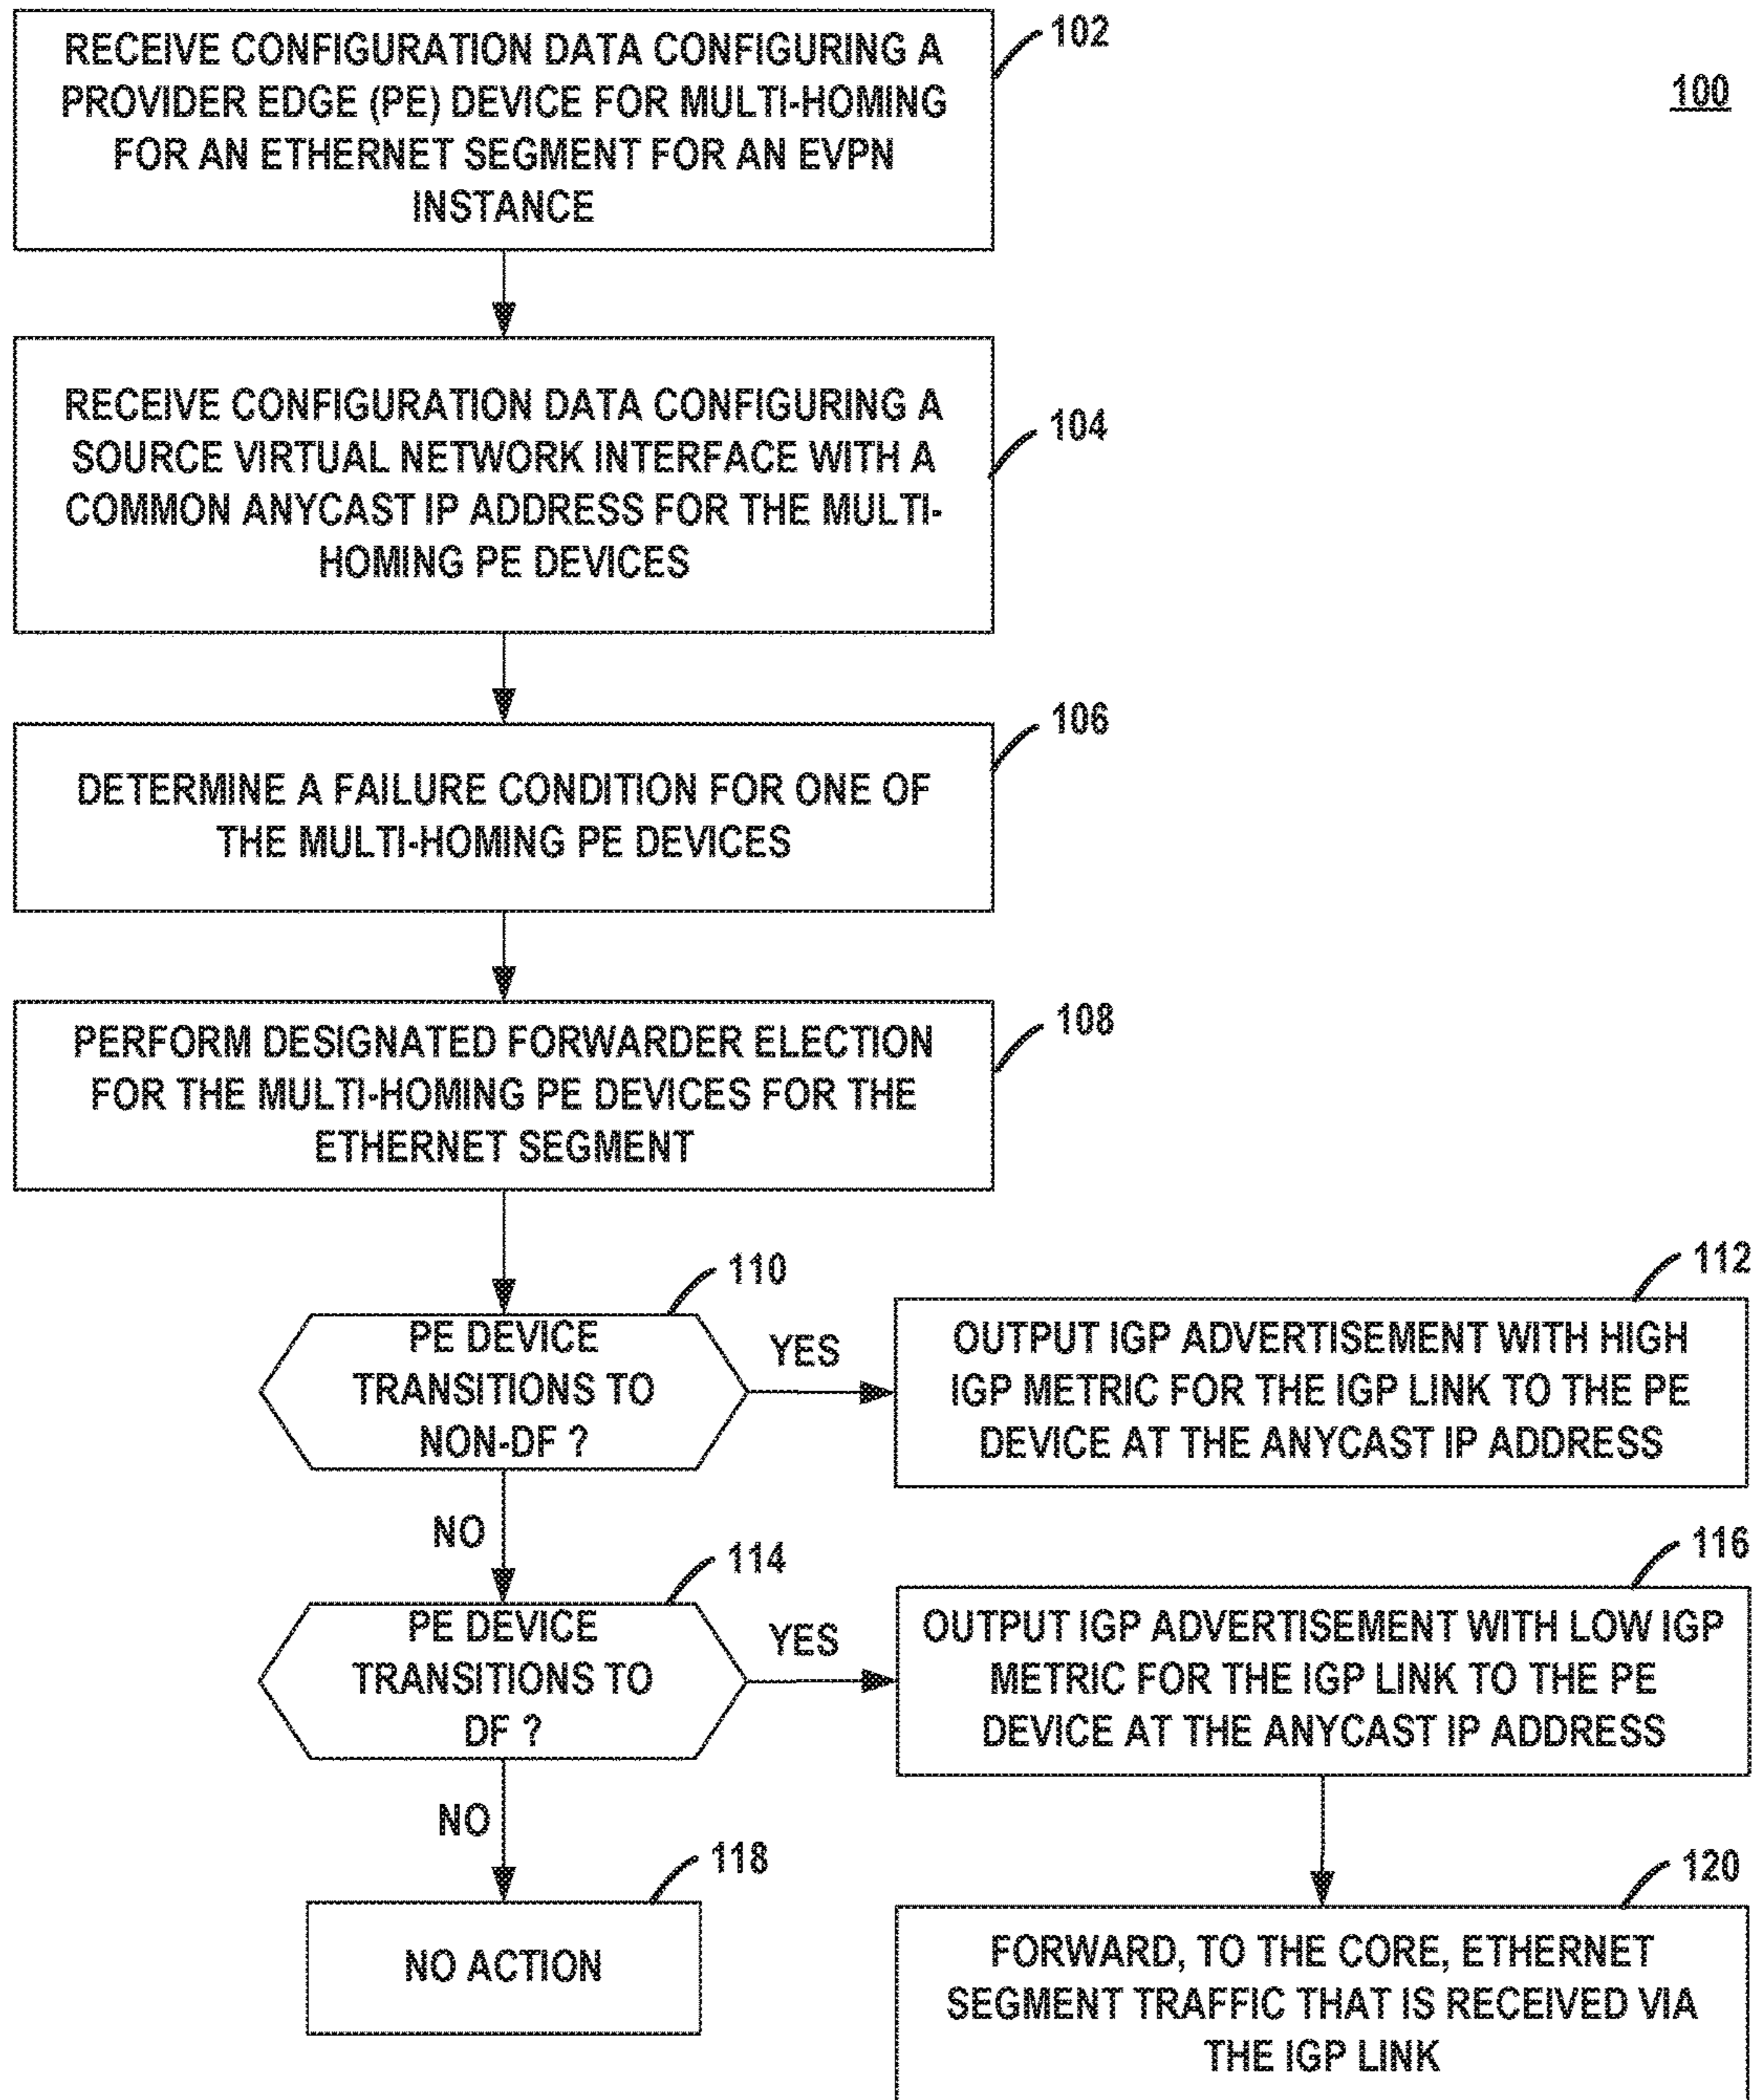 RECEIVE CONFIGURATION DATA CONFIGURING A
PROVIDER EDGE (PE) DEVICE FOR MULTI-HOMING
FOR AN ETHERNET SEGMENT FOR AN EVPN
INSTANCE
102
100
RECEIVE CONFIGURATION DATA CONFIGURING A
SOURCE VIRTUAL NETWORK INTERFACE WITH A
COMMON ANYCAST IP ADDRESS FOR THE MULTI-
HOMING PE DEVICES
104
DETERMINE A FAILURE CONDITION FOR ONE OF
THE MULTI-HOMING PE DEVICES
106
PERFORM DESIGNATED FORWARDER ELECTION
FOR THE MULTI-HOMING PE DEVICES FOR THE
ETHERNET SEGMENT
108
PE DEVICE
TRANSITIONS TO
NON-DF ?
110
YES
OUTPUT IGP ADVERTISEMENT WITH HIGH
IGP METRIC FOR THE IGP LINK TO THE PE
DEVICE AT THE ANYCAST IP ADDRESS
112
NO
PE DEVICE
TRANSITIONS TO
DF ?
114
YES
OUTPUT IGP ADVERTISEMENT WITH LOW IGP
METRIC FOR THE IGP LINK TO THE PE
DEVICE AT THE ANYCAST IP ADDRESS
116
NO
NO ACTION
118
FORWARD, TO THE CORE, ETHERNET
SEGMENT TRAFFIC THAT IS RECEIVED VIA
THE IGP LINK
120